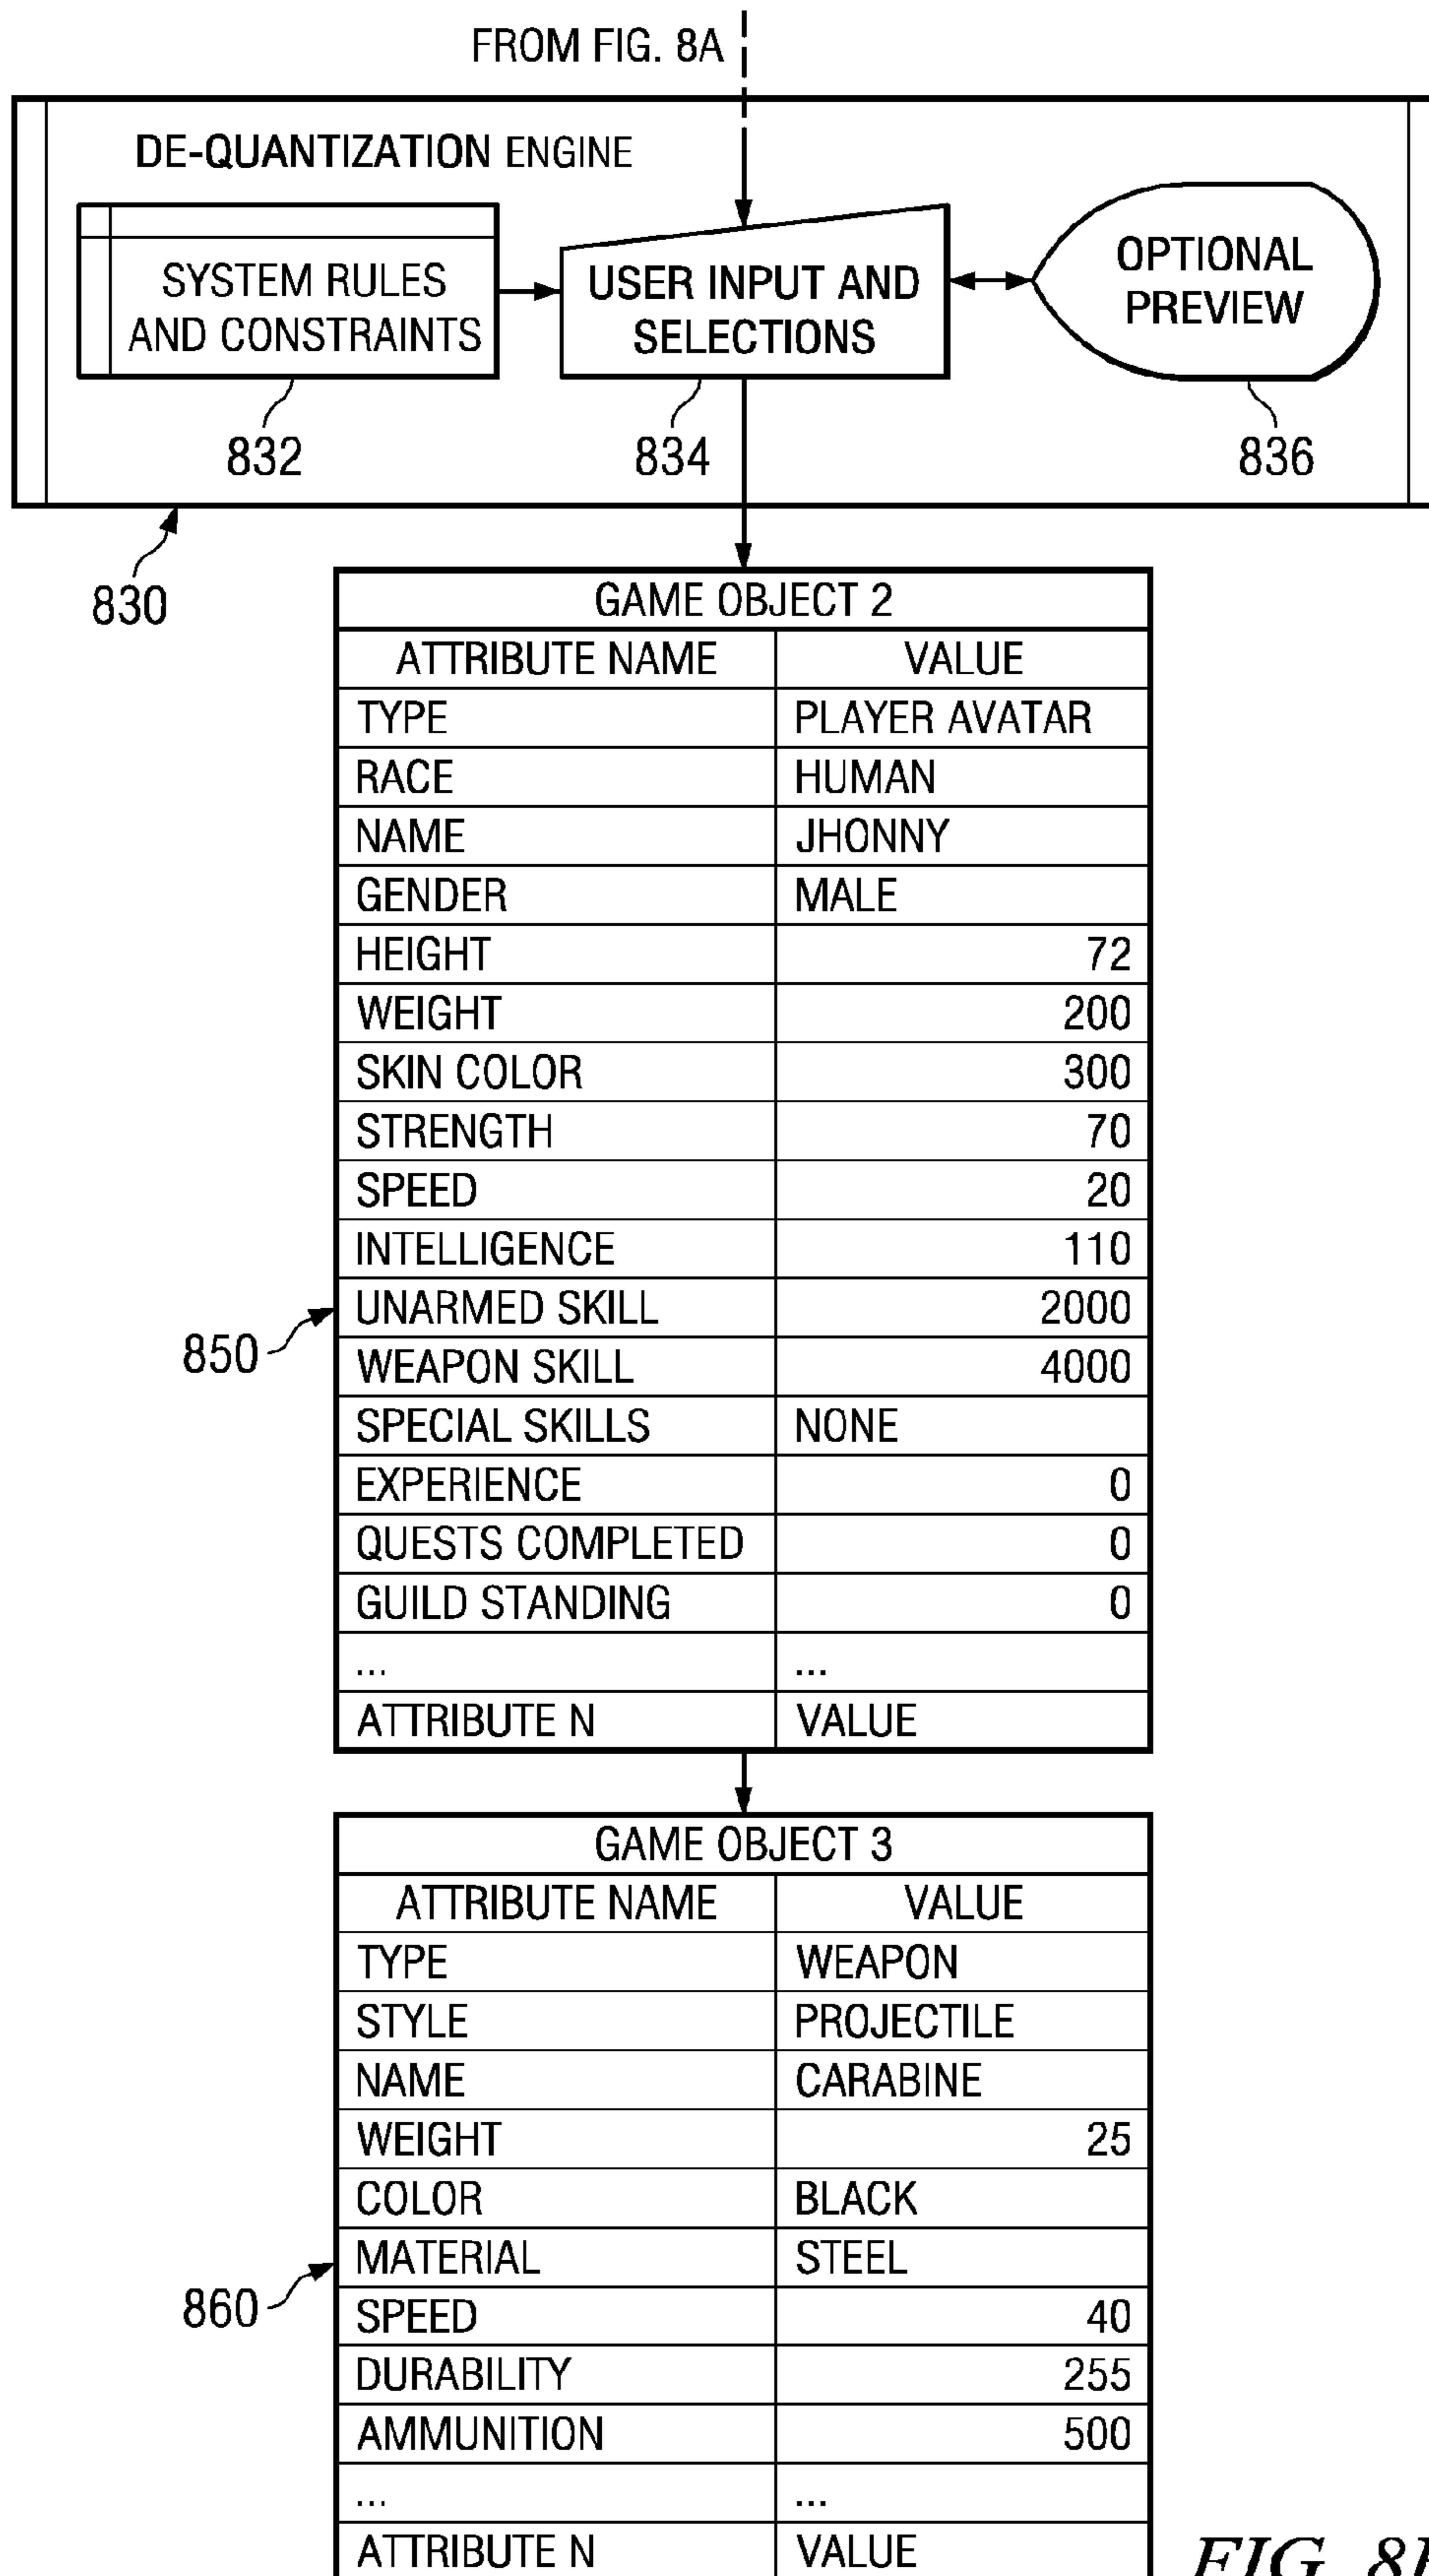 FROM FIG. 8A
DE-QUANTIZATION ENGINE
SYSTEM RULES
AND CONSTRAINTS
USER INPUT AND
SELECTIONS
OPTIONAL
PREVIEW
832
834
836
830
GAME OBJECT 2
ATTRIBUTE NAME VALUE
TYPE PLAYER AVATAR
RACE HUMAN
NAME JHONNY
GENDER MALE
HEIGHT 72
WEIGHT 200
SKIN COLOR 300
STRENGTH 70
SPEED 20
INTELLIGENCE 110
UNARMED SKILL 2000
850
WEAPON SKILL 4000
SPECIAL SKILLS NONE
EXPERIENCE 0
QUESTS COMPLETED 0
GUILD STANDING 0
... ...
ATTRIBUTE N VALUE
GAME OBJECT 3
ATTRIBUTE NAME VALUE
TYPE WEAPON
STYLE PROJECTILE
NAME CARABINE
WEIGHT 25
COLOR BLACK
MATERIAL STEEL
860
SPEED 40
DURABILITY 255
AMMUNITION 500
... ...
ATTRIBUTE N VALUE
FIG.